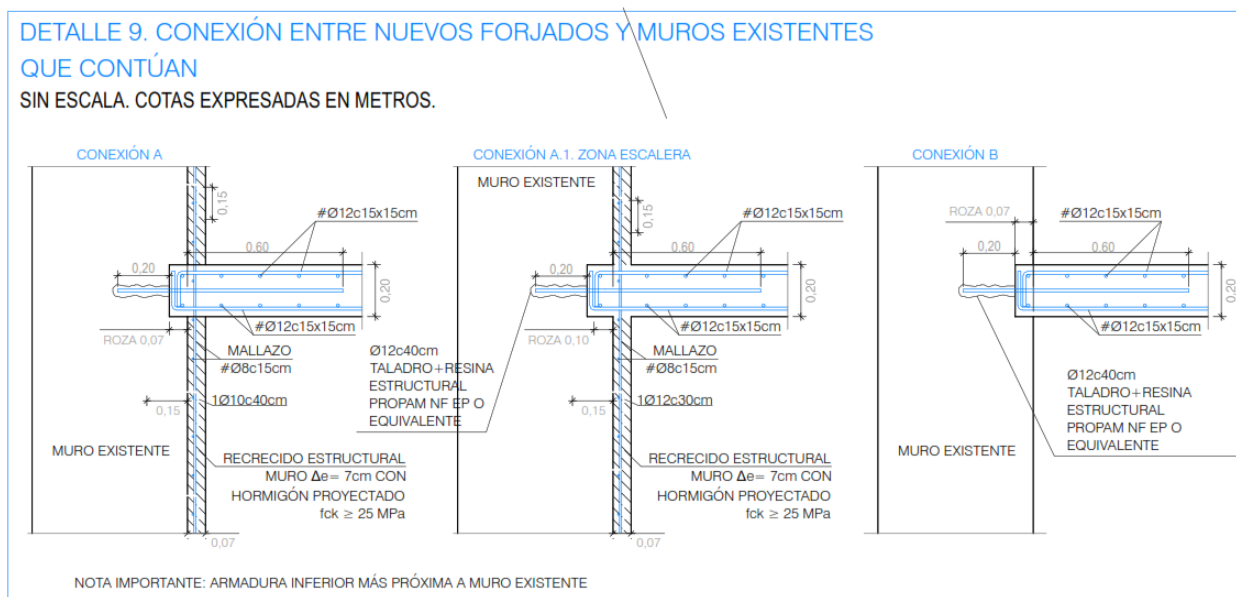 DETALLE 9. CONEXIÓN ENTRE NUEVOS FORJADOS Y MUROS EXISTENTES
QUE CONTÚAN
SIN ESCALA. COTAS EXPRESADAS EN METROS.
CONEXIÓN A
0,15
#Ø12c15x15cm
0.60
0,20
0,20
#Ø12c15x15cm
ROZA 0,07
MALLAZO
#Ø8c15cm
0,15
1Ø10c40cm
MURO EXISTENTE
RECRECIDO ESTRUCTURAL
MURO Δe= 7cm CON
HORMIGÓN PROYECTADO
fck ≥ 25 MPa
0,07
CONEXIÓN A.1. ZONA ESCALERA
MURO EXISTENTE
0,15
#Ø12c15x15cm
0.60
0,20
0,20
#Ø12c15x15cm
ROZA 0,10
MALLAZO
#Ø8c15cm
Ø12c40cm
TALADRO+RESINA
ESTRUCTURAL
PROPAM NF EP O
EQUIVALENTE
0,15
1Ø12c30cm
RECRECIDO ESTRUCTURAL
MURO Δe= 7cm CON
HORMIGÓN PROYECTADO
fck ≥ 25 MPa
0,07
CONEXIÓN B
ROZA 0,07
#Ø12c15x15cm
0,20
0,60
0,20
#Ø12c15x15cm
Ø12c40cm
TALADRO+RESINA
ESTRUCTURAL
PROPAM NF EP O
EQUIVALENTE
MURO EXISTENTE
NOTA IMPORTANTE: ARMADURA INFERIOR MÁS PRÓXIMA A MURO EXISTENTE